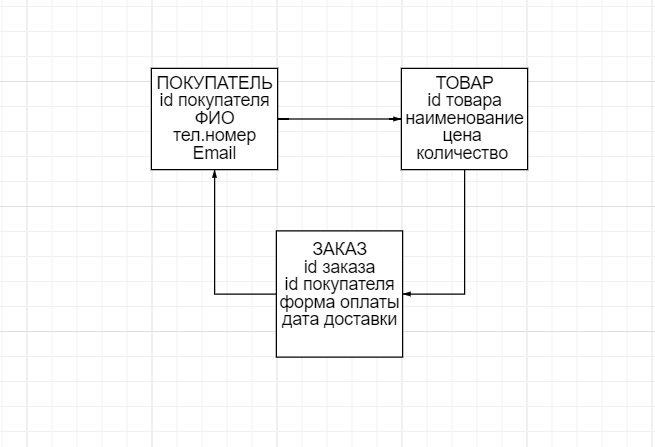 ПОКУПАТЕЛЬ
id покупателя
ФИО
тел.номер
Email
ТОВАР
id товара
наименование
цена
количество
ЗАКАЗ
id заказа
id покупателя
форма оплаты
дата доставки